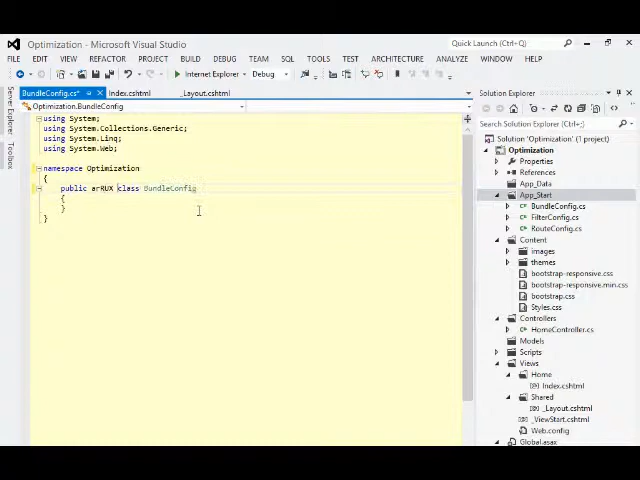 Optimization - Microsoft Visual Studio
Quick Launch (Ctrl+Q)
FILE EDIT VIEW REFACTOR PROJECT BUILD DEBUG TEAM SQL TOOLS TEST ARCHITECTURE ANALYZE WINDOW HELP
Internet Explorer Debug
BundleConfig.cs* Index.cshtml _Layout.cshtml
Optimization.BundleConfig
Server Explorer
Toolbox
using System;
using System.Collections.Generic;
using System.Linq;
using System.Web;
namespace Optimization
{
public arRUX class BundleConfig
{
}
}
Solution Explorer
Search Solution Explorer (Ctrl+;)
Solution 'Optimization' (1 project)
Optimization
Properties
References
App_Data
App_Start
BundleConfig.cs
FilterConfig.cs
RouteConfig.cs
Content
images
themes
bootstrap-responsive.css
bootstrap-responsive.min.css
bootstrap.css
Styles.css
Controllers
HomeController.cs
Models
Scripts
Views
Home
Index.cshtml
Shared
_Layout.cshtml
_ViewStart.cshtml
Web.config
Global.asax